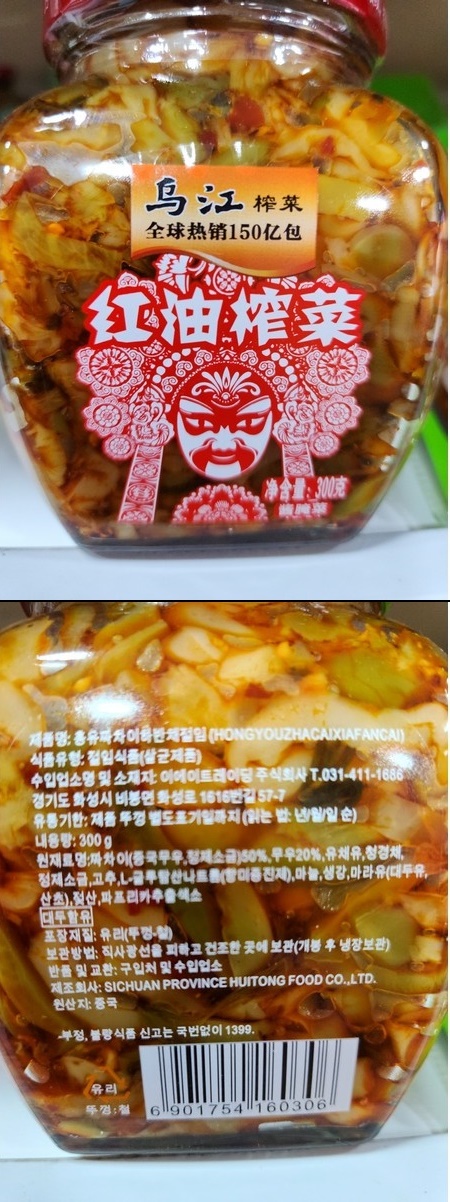 乌江 榨菜
全球热销150亿包
红油榨菜
净含量:300克
酱腌菜
제품명: 홍유짜차이하반채절임 (HONGYOUZHACAIXIAFANCAI)
식품유형: 절임식품(살균제품)
수입업소명 및 소재지: 이에이트레이딩 주식회사 T.031-411-1686
경기도 화성시 비봉면 화성로 1616번길 57-7
유통기한: 제품 뚜껑 별도표기일까지(읽는 법: 년/월/일 순)
내용량: 300 g
원재료명:짜차이(중국무우,정제소금)50%, 무우20%, 유채유, 청경채,
정제소금, 고추, L-글루탐산나트륨(향미증진제), 마늘, 생강, 마라유(대두유,
산초), 젖산, 파프리카추출색소
대두함유
포장재질: 유리(뚜껑-철)
보관방법: 직사광선을 피하고 건조한 곳에 보관(개봉 후 냉장보관)
반품 및 교환: 구입처 및 수입업소
제조회사: SICHUAN PROVINCE HUITONG FOOD CO.,LTD.
원산지: 중국
부정, 불량식품 신고는 국번없이 1399.
유리
뚜껑:철
6 901754 160306